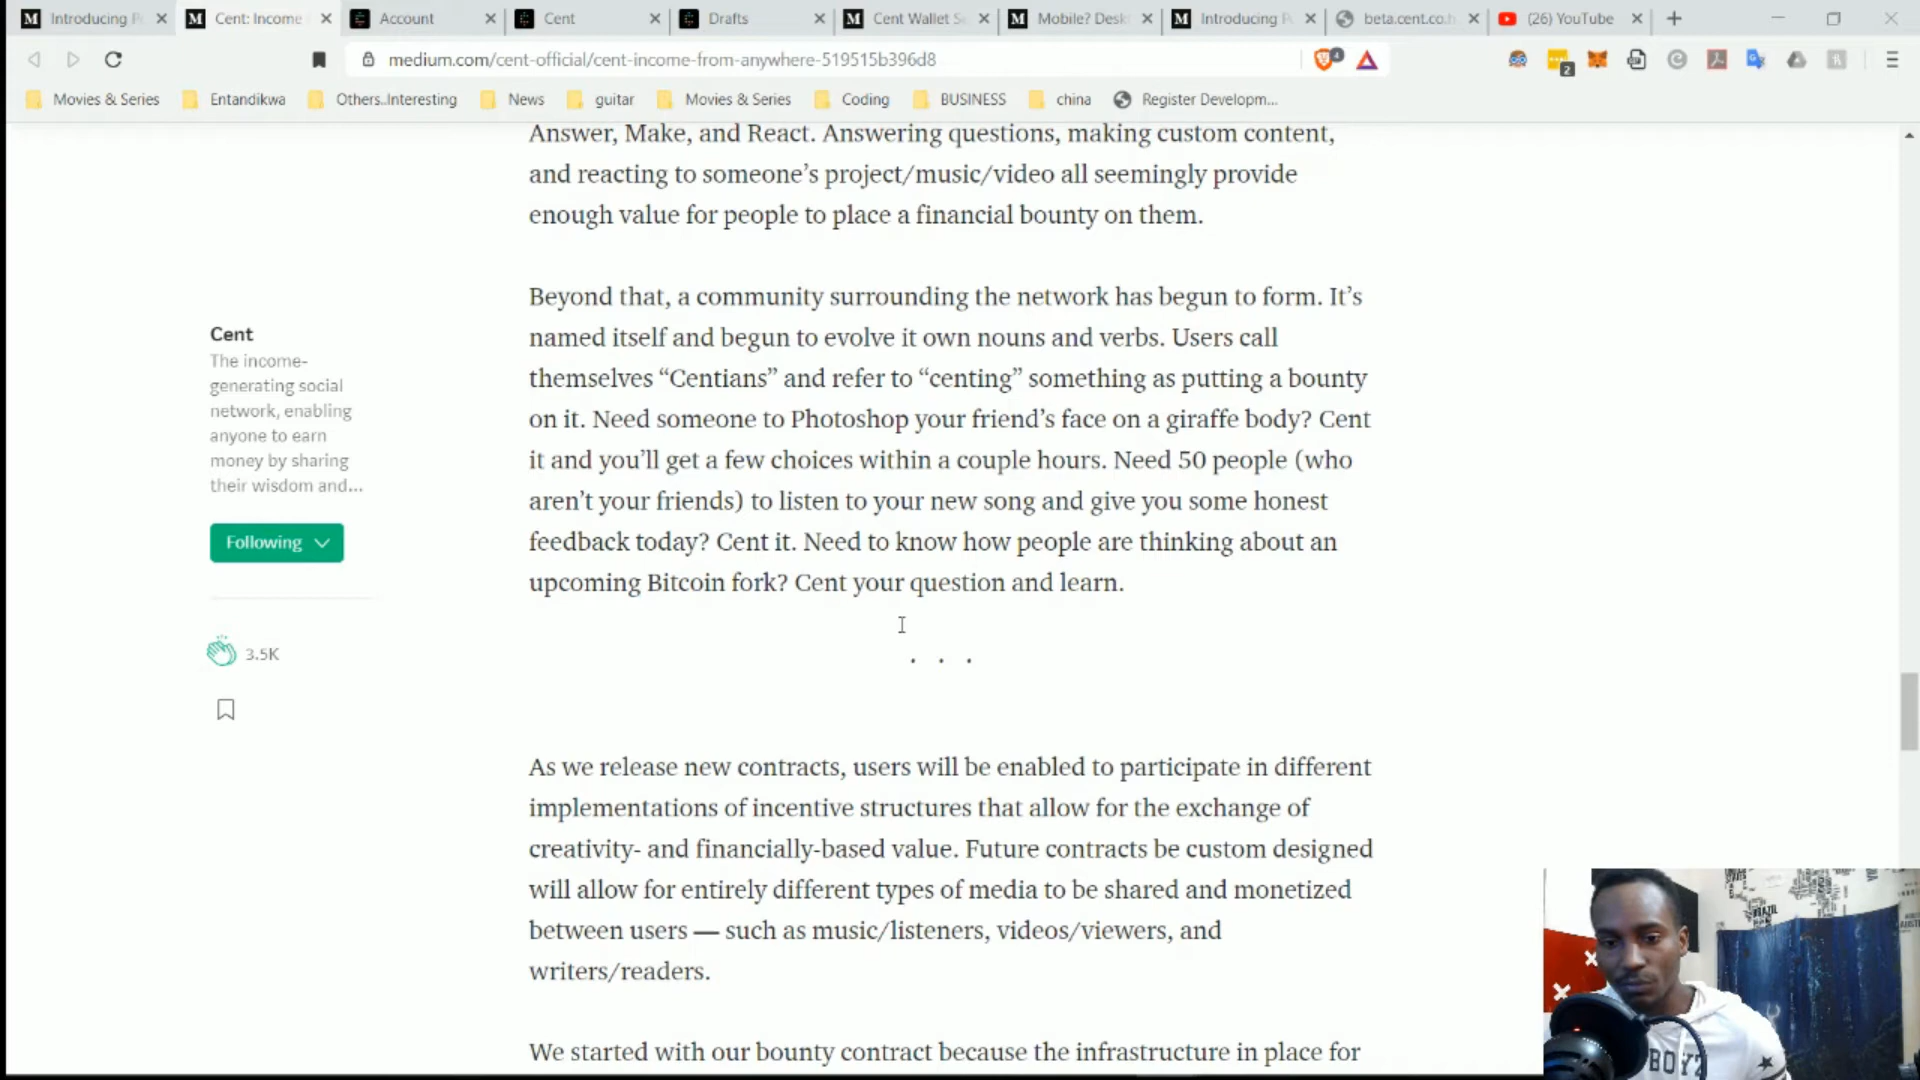 Introducing P
Cent: Income
Account
Cent
Drafts
Cent Wallet S
Mobile? Desk
Introducing P
beta.cent.co
(26) YouTube
medium.com/cent-official/cent-income-from-anywhere-519515b396d8
4
2
Movies & Series
Entandikwa
Others..Interesting
News
guitar
Movies & Series
Coding
BUSINESS
china
Register Developm...
Answer, Make, and React. Answering questions, making custom content,
and reacting to someone’s project/music/video all seemingly provide
enough value for people to place a financial bounty on them.
Beyond that, a community surrounding the network has begun to form. It’s
named itself and begun to evolve it own nouns and verbs. Users call
themselves “Centians” and refer to “centing” something as putting a bounty
on it. Need someone to Photoshop your friend’s face on a giraffe body? Cent
it and you’ll get a few choices within a couple hours. Need 50 people (who
aren’t your friends) to listen to your new song and give you some honest
feedback today? Cent it. Need to know how people are thinking about an
upcoming Bitcoin fork? Cent your question and learn.
. . .
As we release new contracts, users will be enabled to participate in different
implementations of incentive structures that allow for the exchange of
creativity- and financially-based value. Future contracts be custom designed
will allow for entirely different types of media to be shared and monetized
between users — such as music/listeners, videos/viewers, and
writers/readers.
We started with our bounty contract because the infrastructure in place for
Cent
The income-
generating social
network, enabling
anyone to earn
money by sharing
their wisdom and...
Following
3.5K
BRAZIL
BOYZ